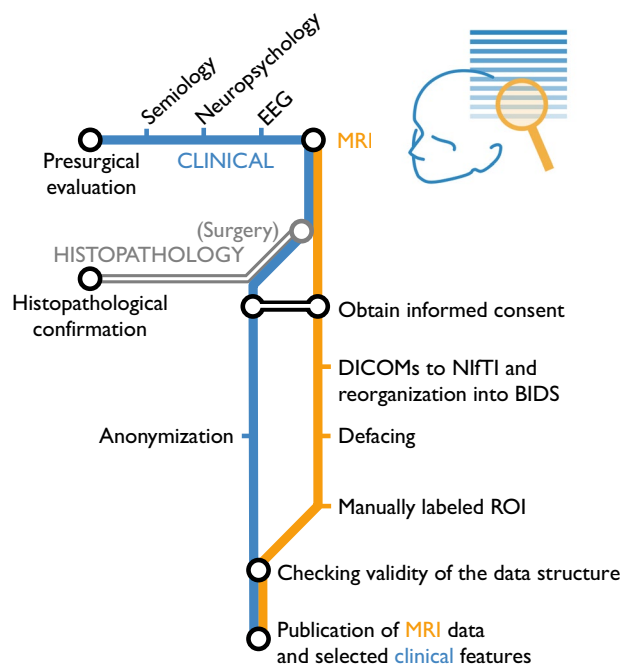 Semiology
Neuropsychology
EEG
MRI
Presurgical
evaluation
CLINICAL
(Surgery)
HISTOPATHOLOGY
Histopathological
confirmation
Obtain informed consent
DICOMs to NIfTI and
reorganization into BIDS
Anonymization
Defacing
Manually labeled ROI
Checking validity of the data structure
Publication of MRI data
and selected clinical features